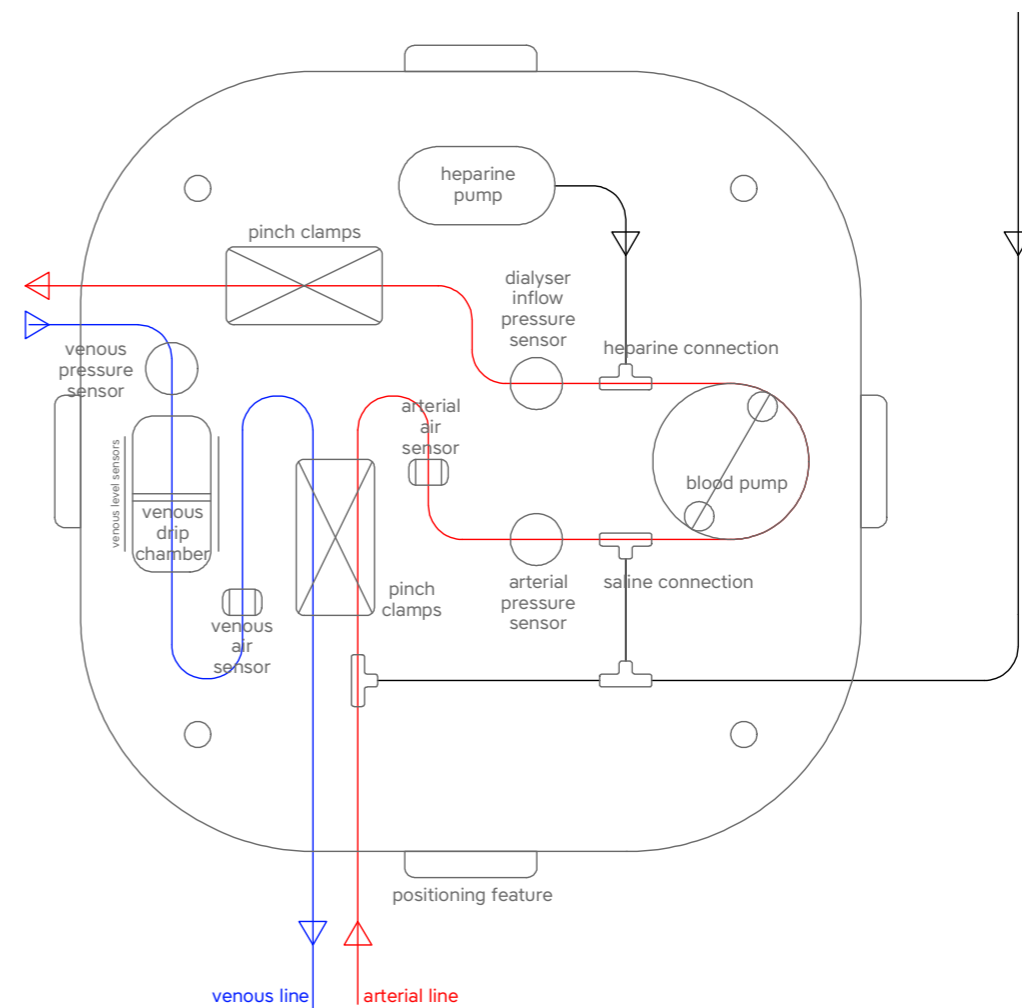 heparine
pump
pinch clamps
dialyser
inflow
pressure
sensor
heparine connection
venous
pressure
sensor
arterial
air
sensor
venous level sensors
blood pump
venous
drip
chamber
pinch
clamps
arterial
pressure
sensor
saline connection
venous
air
sensor
positioning feature
venous line
arterial line